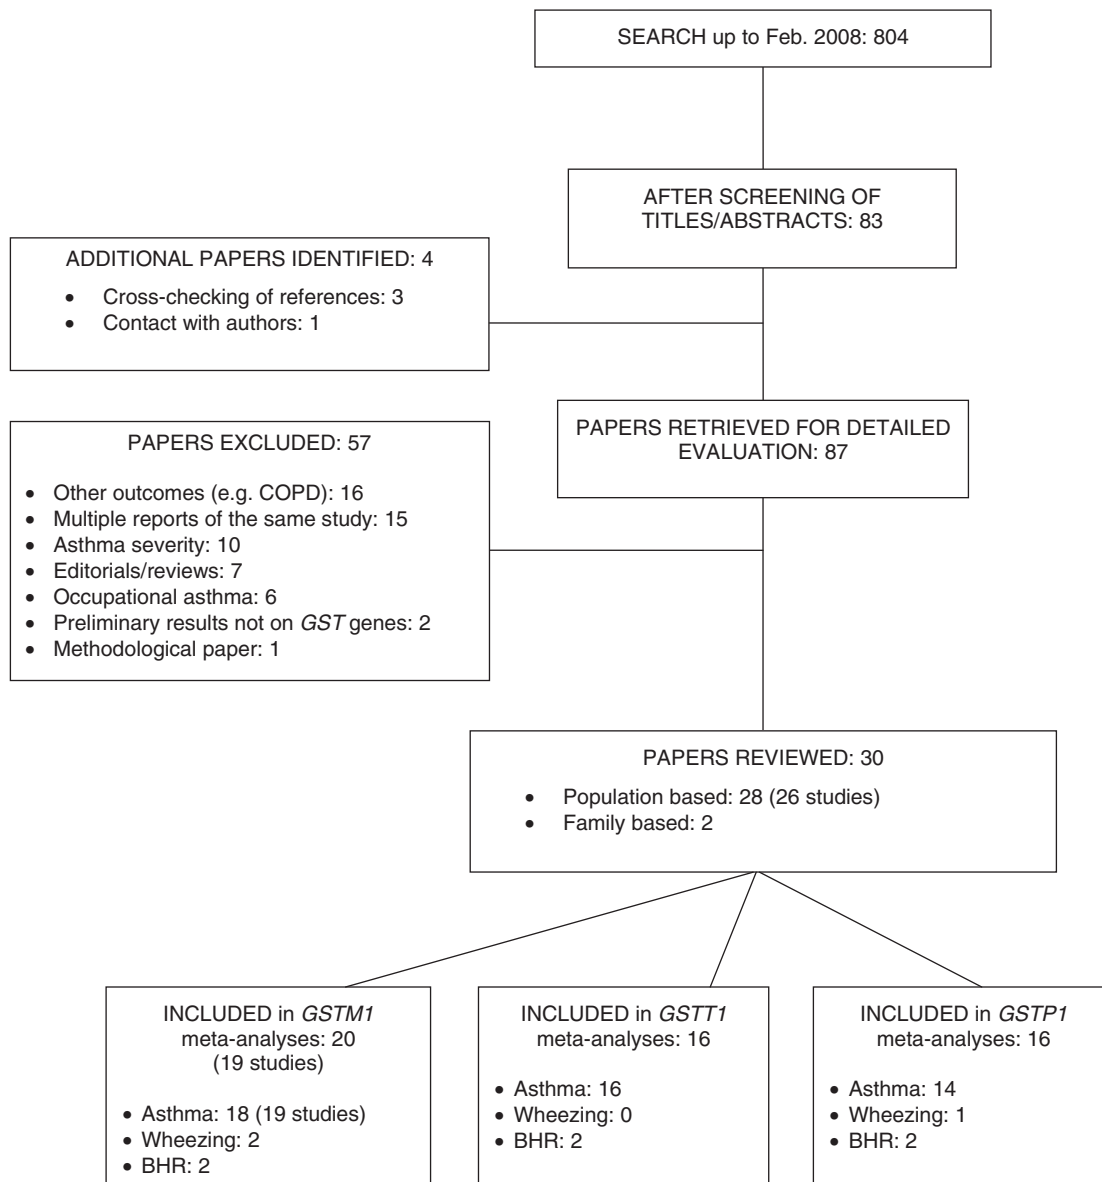 SEARCH up to Feb. 2008: 804
AFTER SCREENING OF
TITLES/ABSTRACTS: 83
ADDITIONAL PAPERS IDENTIFIED: 4
• Cross-checking of references: 3
• Contact with authors: 1
PAPERS RETRIEVED FOR DETAILED
EVALUATION: 87
PAPERS EXCLUDED: 57
• Other outcomes (e.g. COPD): 16
• Multiple reports of the same study: 15
• Asthma severity: 10
• Editorials/reviews: 7
• Occupational asthma: 6
• Preliminary results not on GST genes: 2
• Methodological paper: 1
PAPERS REVIEWED: 30
• Population based: 28 (26 studies)
• Family based: 2
INCLUDED in GSTM1
meta-analyses: 20
(19 studies)
• Asthma: 18 (19 studies)
• Wheezing: 2
• BHR: 2
INCLUDED in GSTT1
meta-analyses: 16
• Asthma: 16
• Wheezing: 0
• BHR: 2
INCLUDED in GSTP1
meta-analyses: 16
• Asthma: 14
• Wheezing: 1
• BHR: 2